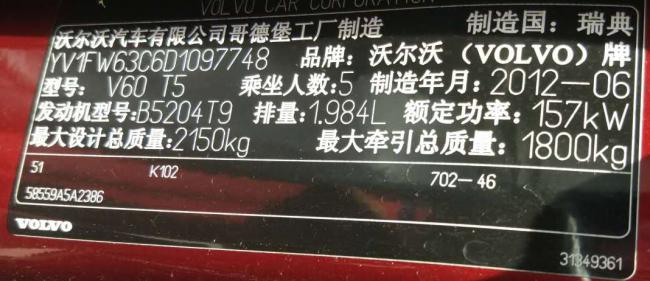 VOLVO CAR CORPORATION
沃尔沃汽车有限公司哥德堡工厂制造 制造国：瑞典
YV1FW63C6D1097748 品牌：沃尔沃（VOLVO）牌
型号：V60 T5 乘坐人数：5 制造年月：2012-06
发动机型号：B5204T9 排量：1.984L 额定功率：157kW
最大设计总质量：2150kg 最大牵引总质量：1800kg
51 K102 702-46
58559A5A2386
VOLVO
31349361